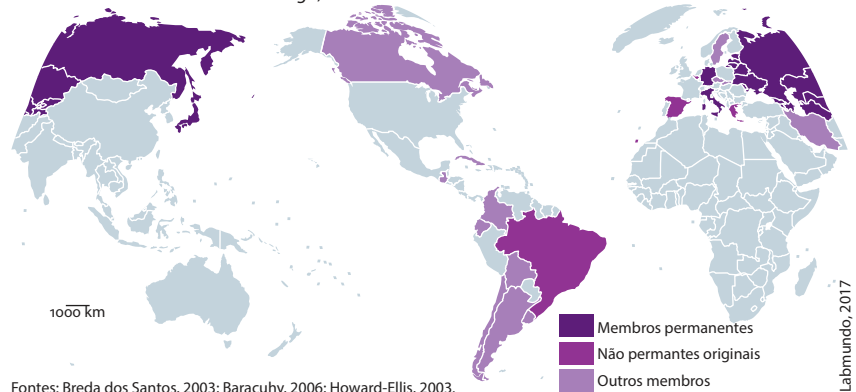 1000 km
Membros permanentes
Não permantes originais
Outros membros
Fontes: Breda dos Santos, 2003; Baracuhy, 2006; Howard-Ellis, 2003.
Labmundo, 2017